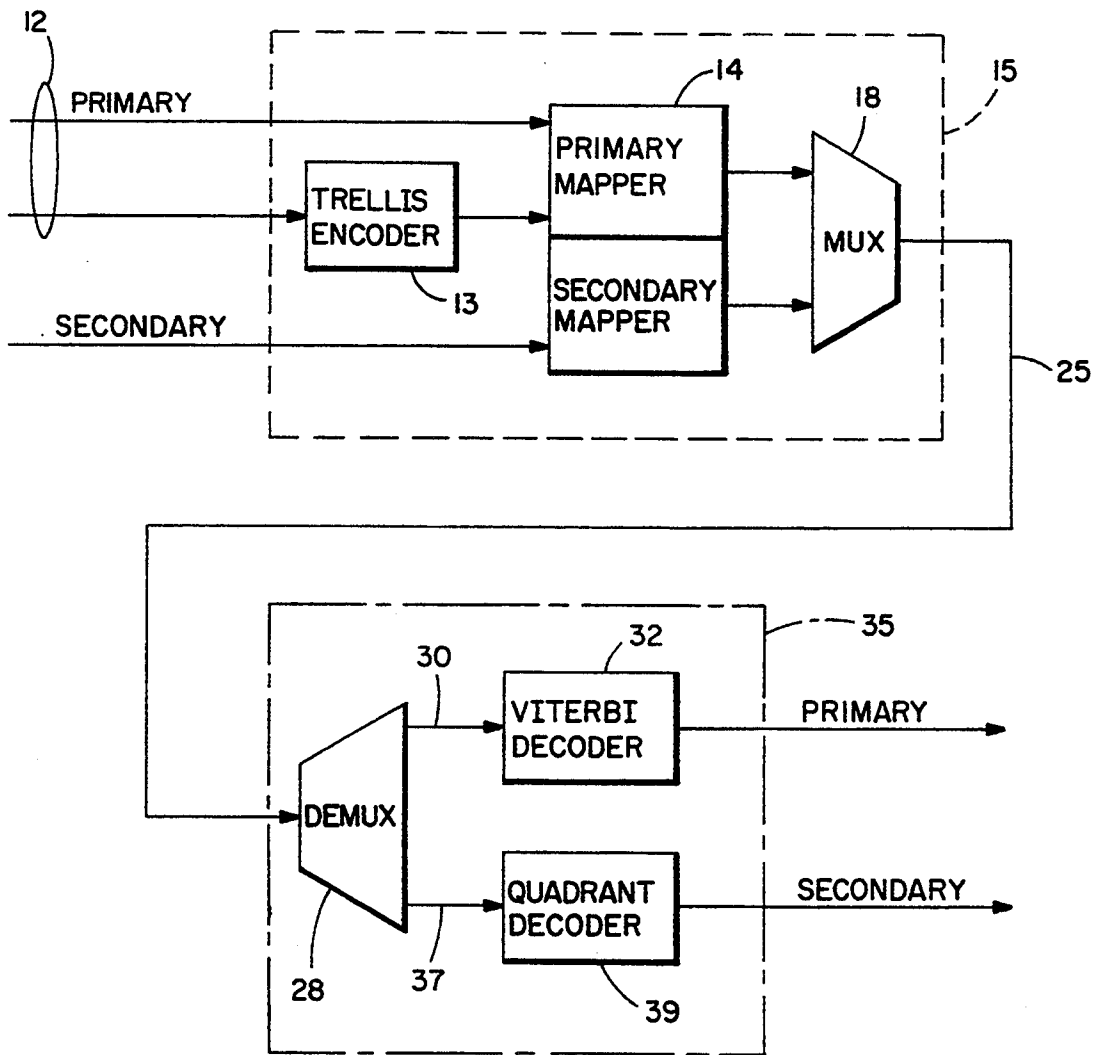 12
PRIMARY
14
15
18
TRELLIS
ENCODER
PRIMARY
MAPPER
MUX
13
SECONDARY
MAPPER
SECONDARY
25
35
30
32
VITERBI
DECODER
PRIMARY
DEMUX
QUADRANT
DECODER
SECONDARY
28
37
39